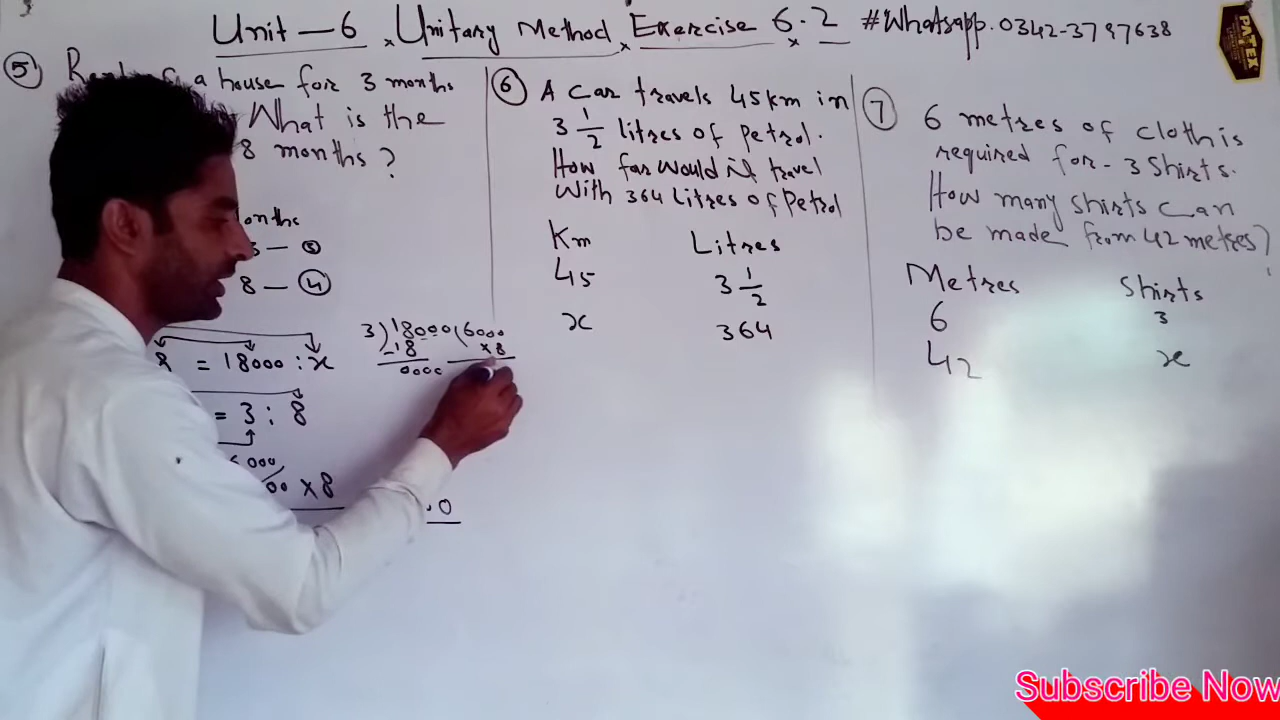 Unit-6 Unitary Method Exercise 6.2 #Whatsapp.0342-3797638
PATEX
5 a house for 3 months
What is the
8 months?
3 — 5
8 — 4
= 18000 : x
= 3 : 8
6000
× 8
3)18000(6000
-18 ×8
0000
6 A car travels 45km in
3 1/2 litres of petrol.
How far would it travel
With 364 Litres of Petrol
Km Litres
45 3 1/2
x 364
7 6 metres of cloth is
required for - 3 Shirts.
How many shirts can
be made from 42 metres?
Metres Shirts
6 3
42 x
Subscribe Now